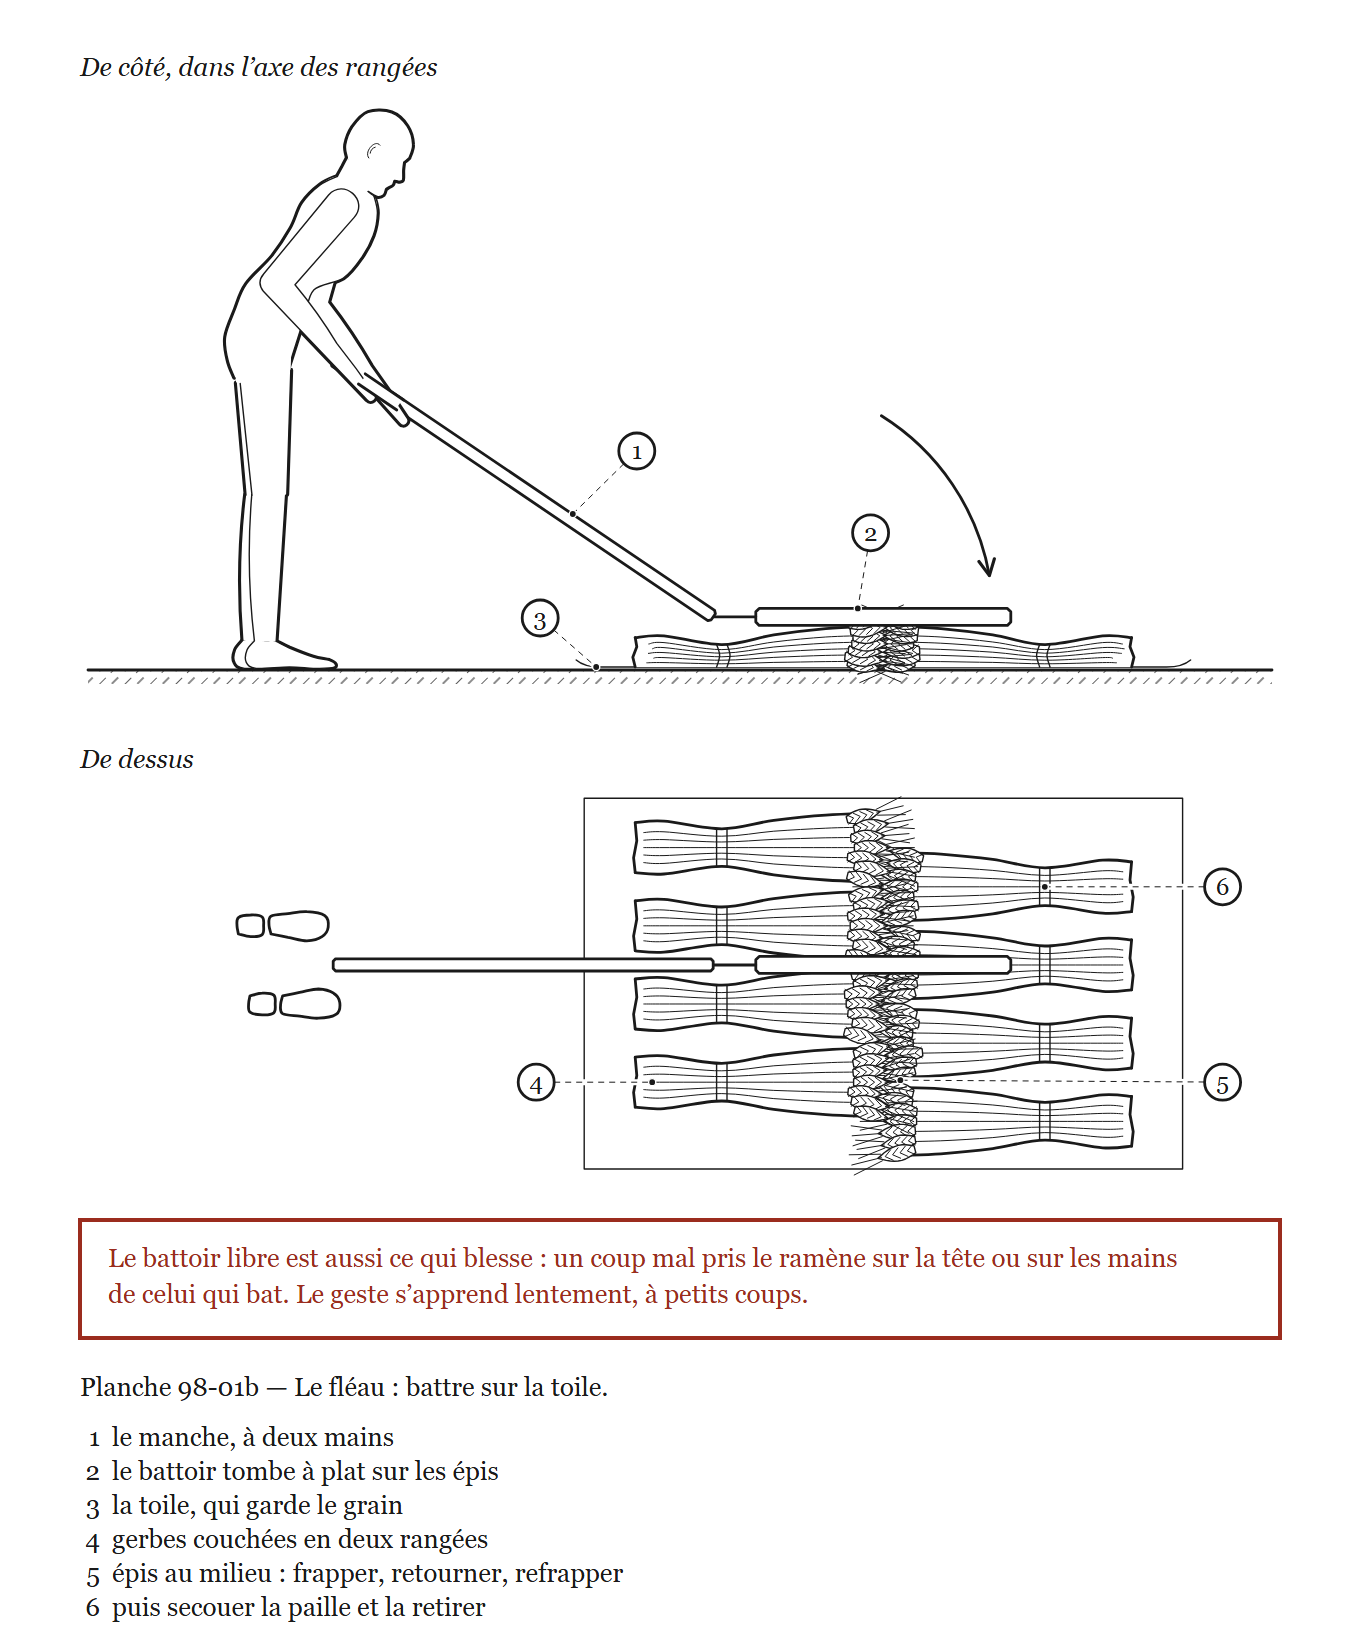 De côté, dans l’axe des rangées
1
2
3
De dessus
6
4
5
Le battoir libre est aussi ce qui blesse : un coup mal pris le ramène sur la tête ou sur les mains
de celui qui bat. Le geste s’apprend lentement, à petits coups.
Planche 98-01b — Le fléau : battre sur la toile.
1 le manche, à deux mains
2 le battoir tombe à plat sur les épis
3 la toile, qui garde le grain
4 gerbes couchées en deux rangées
5 épis au milieu : frapper, retourner, refrapper
6 puis secouer la paille et la retirer